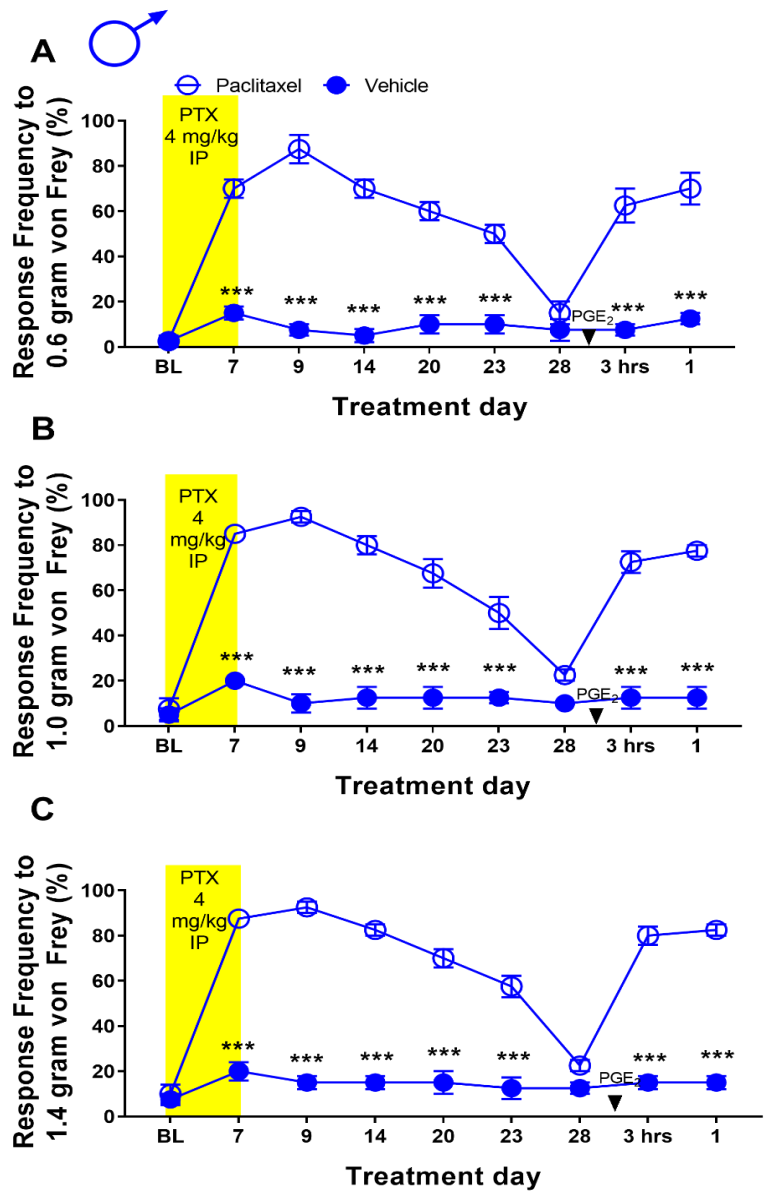 A
Paclitaxel Vehicle
Response Frequency to
0.6 gram von Frey (%)
PTX
4 mg/kg
IP
100
80
60
40
20
0
*** *** *** *** *** *** ***
PGE2
BL 7 9 14 20 23 28 3 hrs 1
Treatment day
B
Response Frequency to
1.0 gram von Frey (%)
PTX
4
mg/kg
IP
100
80
60
40
20
0
*** *** *** *** *** *** ***
PGE2
BL 7 9 14 20 23 28 3 hrs 1
Treatment day
C
Response Frequency to
1.4 gram von Frey (%)
PTX
4
mg/kg
IP
100
80
60
40
20
0
*** *** *** *** *** *** ***
PGE2
BL 7 9 14 20 23 28 3 hrs 1
Treatment day